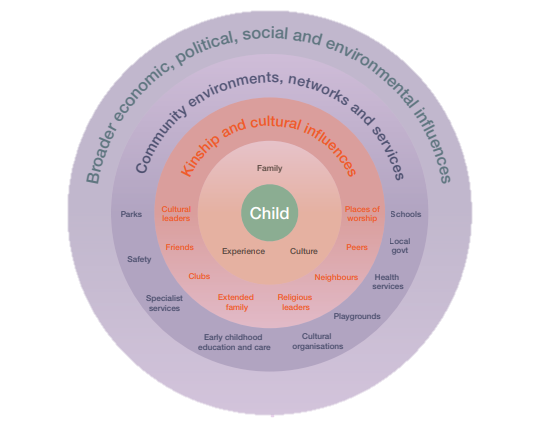 Broader economic, political, social and environmental influences
Community environments, networks and services
Kinship and cultural influences
Family
Child
Experience
Culture
Cultural
leaders
Places of
worship
Friends
Peers
Clubs
Neighbours
Extended
family
Religious
leaders
Parks
Schools
Local
govt
Safety
Health
services
Specialist
services
Playgrounds
Early childhood
education and care
Cultural
organisations